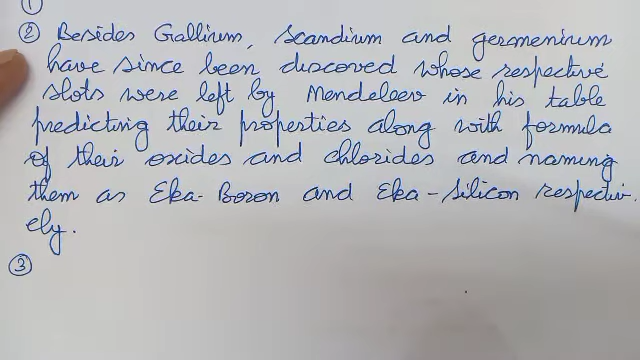 ①
② Besides Gallium, Scandium and germenium
have since been discoved whose respective
slots were left by Mendeleev in his table
predicting their properties along with formula
of their oxides and chlorides and naming
them as Eka-Boron and Eka-Silicon respectiv.
ely.
③